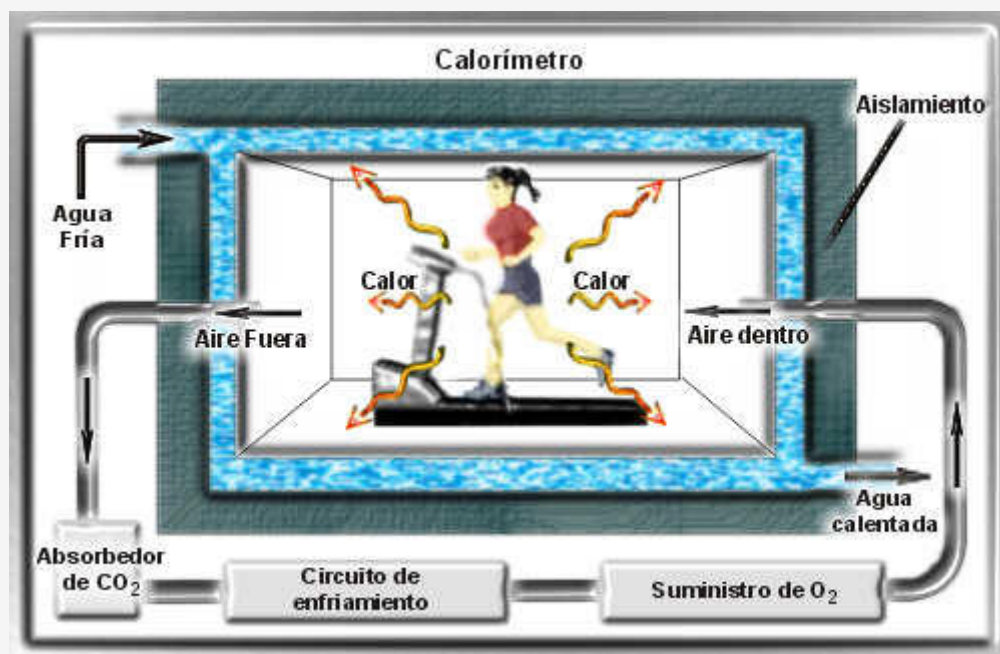 Calorímetro
Aislamiento
Agua
Fría
Calor
Calor
Aire Fuera
Aire dentro
Agua
calentada
Absorbedor
de CO2
Circuito de
enfriamiento
Suministro de O2